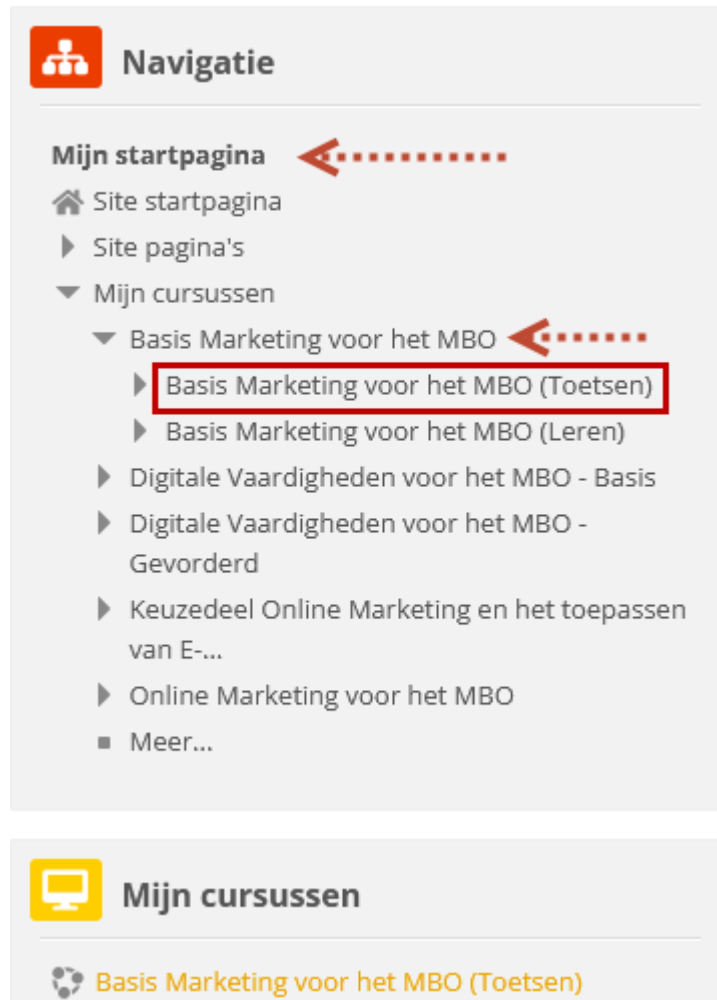 Navigatie
Mijn startpagina
Site startpagina
Site pagina's
Mijn cursussen
Basis Marketing voor het MBO
Basis Marketing voor het MBO (Toetsen)
Basis Marketing voor het MBO (Leren)
Digitale Vaardigheden voor het MBO - Basis
Digitale Vaardigheden voor het MBO -
Gevorderd
Keuzedeel Online Marketing en het toepassen
van E-...
Online Marketing voor het MBO
Meer...
Mijn cursussen
Basis Marketing voor het MBO (Toetsen)